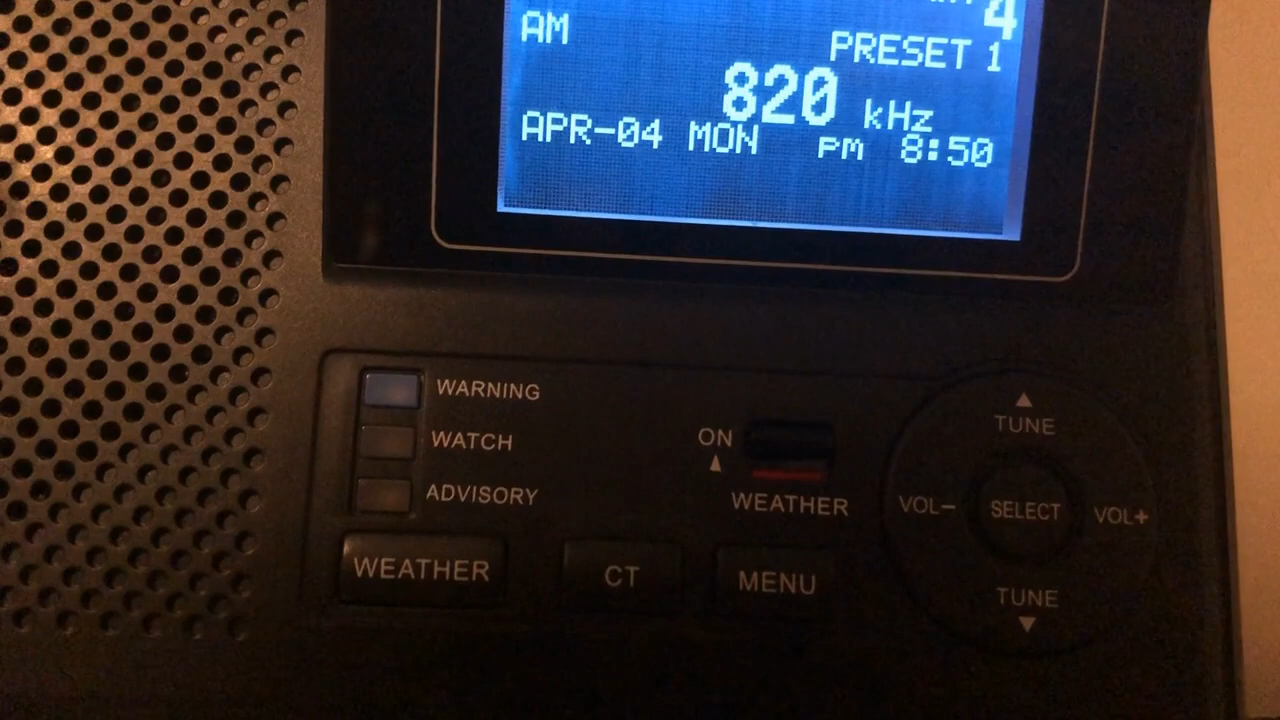 4
AM
PRESET 1
820 kHz
APR-04 MON pm 8:50
WARNING
WATCH
ADVISORY
ON
WEATHER
WEATHER
CT
MENU
TUNE
VOL-
SELECT
VOL+
TUNE